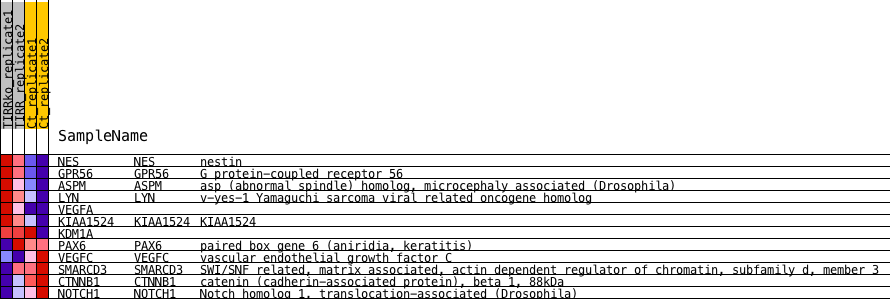 TIRRko_replicate1
TIRR_replicate2
Ct_replicate1
Ct_replicate2
SampleName
NES NES nestin
GPR56 GPR56 G protein-coupled receptor 56
ASPM ASPM asp (abnormal spindle) homolog, microcephaly associated (Drosophila)
LYN LYN v-yes-1 Yamaguchi sarcoma viral related oncogene homolog
VEGFA
KIAA1524 KIAA1524 KIAA1524
KDM1A
PAX6 PAX6 paired box gene 6 (aniridia, keratitis)
VEGFC VEGFC vascular endothelial growth factor C
SMARCD3 SMARCD3 SWI/SNF related, matrix associated, actin dependent regulator of chromatin, subfamily d, member 3
CTNNB1 CTNNB1 catenin (cadherin-associated protein), beta 1, 88kDa
NOTCH1 NOTCH1 Notch homolog 1, translocation-associated (Drosophila)